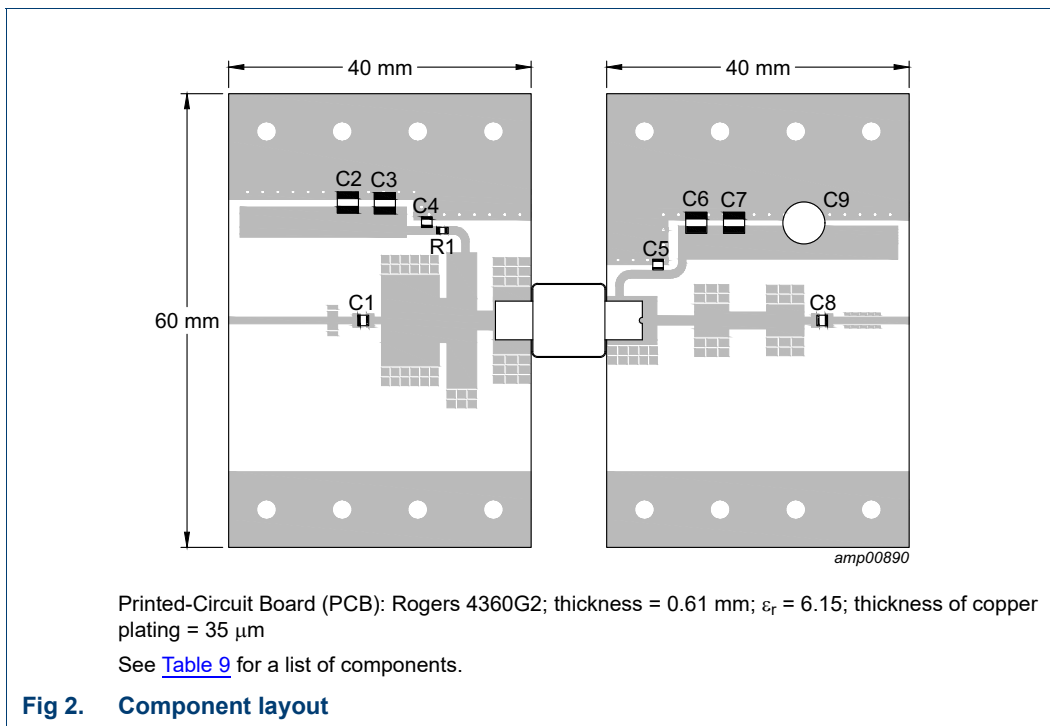 40 mm
40 mm
C2 C3
C4
R1
C6 C7
C9
C5
C1
C8
60 mm
amp00890
Printed-Circuit Board (PCB): Rogers 4360G2; thickness = 0.61 mm; εr = 6.15; thickness of copper
plating = 35 μm
See Table 9 for a list of components.
Fig 2. Component layout